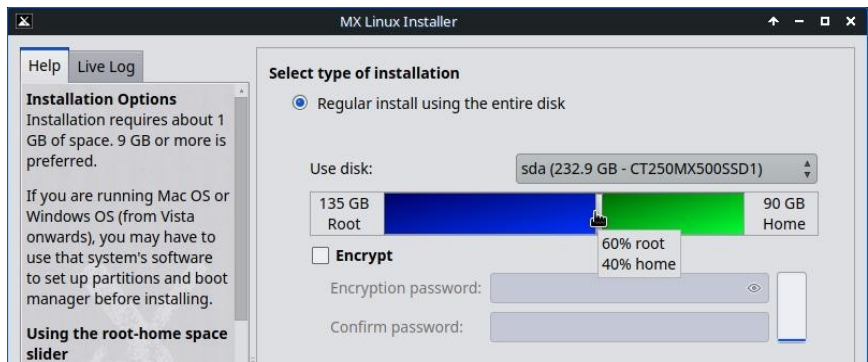 MX Linux Installer
Help
Live Log
Installation Options
Installation requires about 1
GB of space. 9 GB or more is
preferred.
If you are running Mac OS or
Windows OS (from Vista
onwards), you may have to
use that system's software
to set up partitions and boot
manager before installing.
Using the root-home space
slider
Select type of installation
Regular install using the entire disk
Use disk:
sda (232.9 GB - CT250MX500SSD1)
135 GB
Root
90 GB
Home
60% root
40% home
Encrypt
Encryption password:
Confirm password: